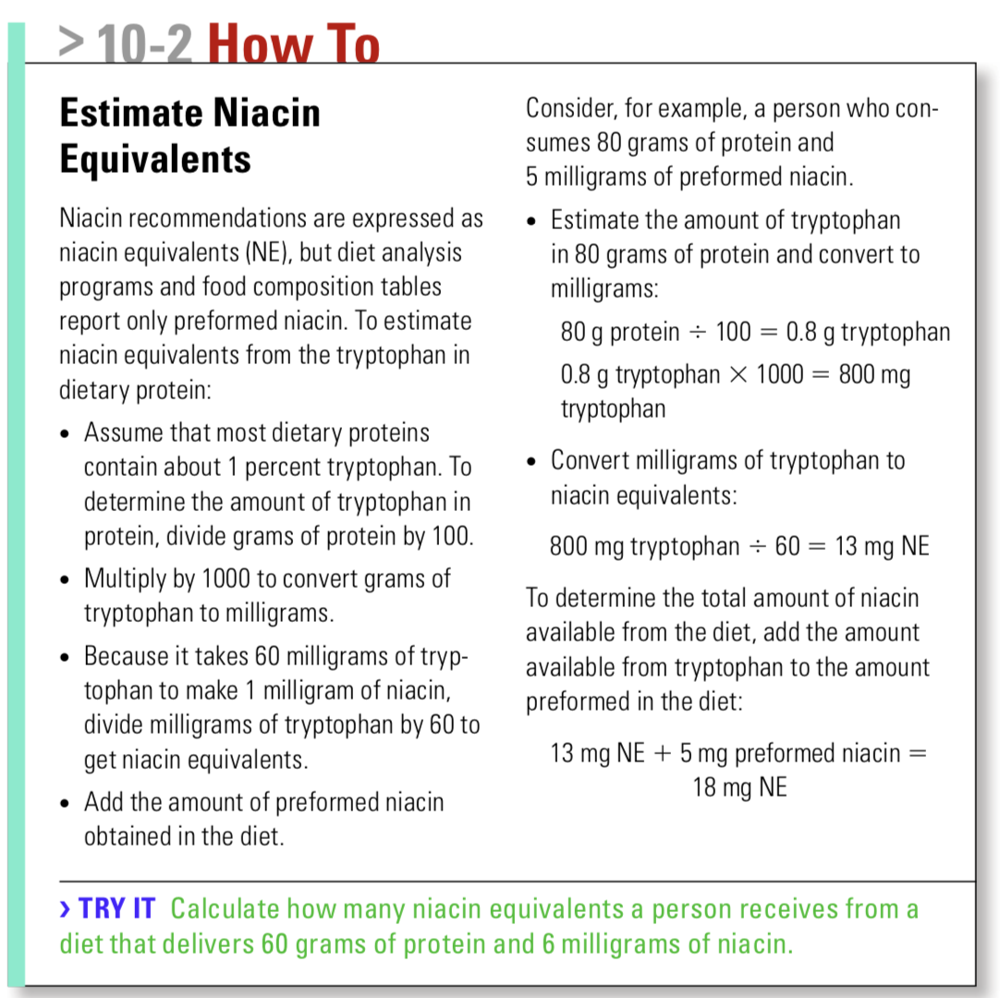 > 10-2 How To
Estimate Niacin
Equivalents
Niacin recommendations are expressed as
niacin equivalents (NE), but diet analysis
programs and food composition tables
report only preformed niacin. To estimate
niacin equivalents from the tryptophan in
dietary protein:
• Assume that most dietary proteins
contain about 1 percent tryptophan. To
determine the amount of tryptophan in
protein, divide grams of protein by 100.
• Multiply by 1000 to convert grams of
tryptophan to milligrams.
• Because it takes 60 milligrams of tryp-
tophan to make 1 milligram of niacin,
divide milligrams of tryptophan by 60 to
get niacin equivalents.
• Add the amount of preformed niacin
obtained in the diet.
Consider, for example, a person who con-
sumes 80 grams of protein and
5 milligrams of preformed niacin.
• Estimate the amount of tryptophan
in 80 grams of protein and convert to
milligrams:
80 g protein ÷ 100 = 0.8 g tryptophan
0.8 g tryptophan × 1000 = 800 mg
tryptophan
• Convert milligrams of tryptophan to
niacin equivalents:
800 mg tryptophan ÷ 60 = 13 mg NE
To determine the total amount of niacin
available from the diet, add the amount
available from tryptophan to the amount
preformed in the diet:
13 mg NE + 5 mg preformed niacin =
18 mg NE
› TRY IT Calculate how many niacin equivalents a person receives from a
diet that delivers 60 grams of protein and 6 milligrams of niacin.